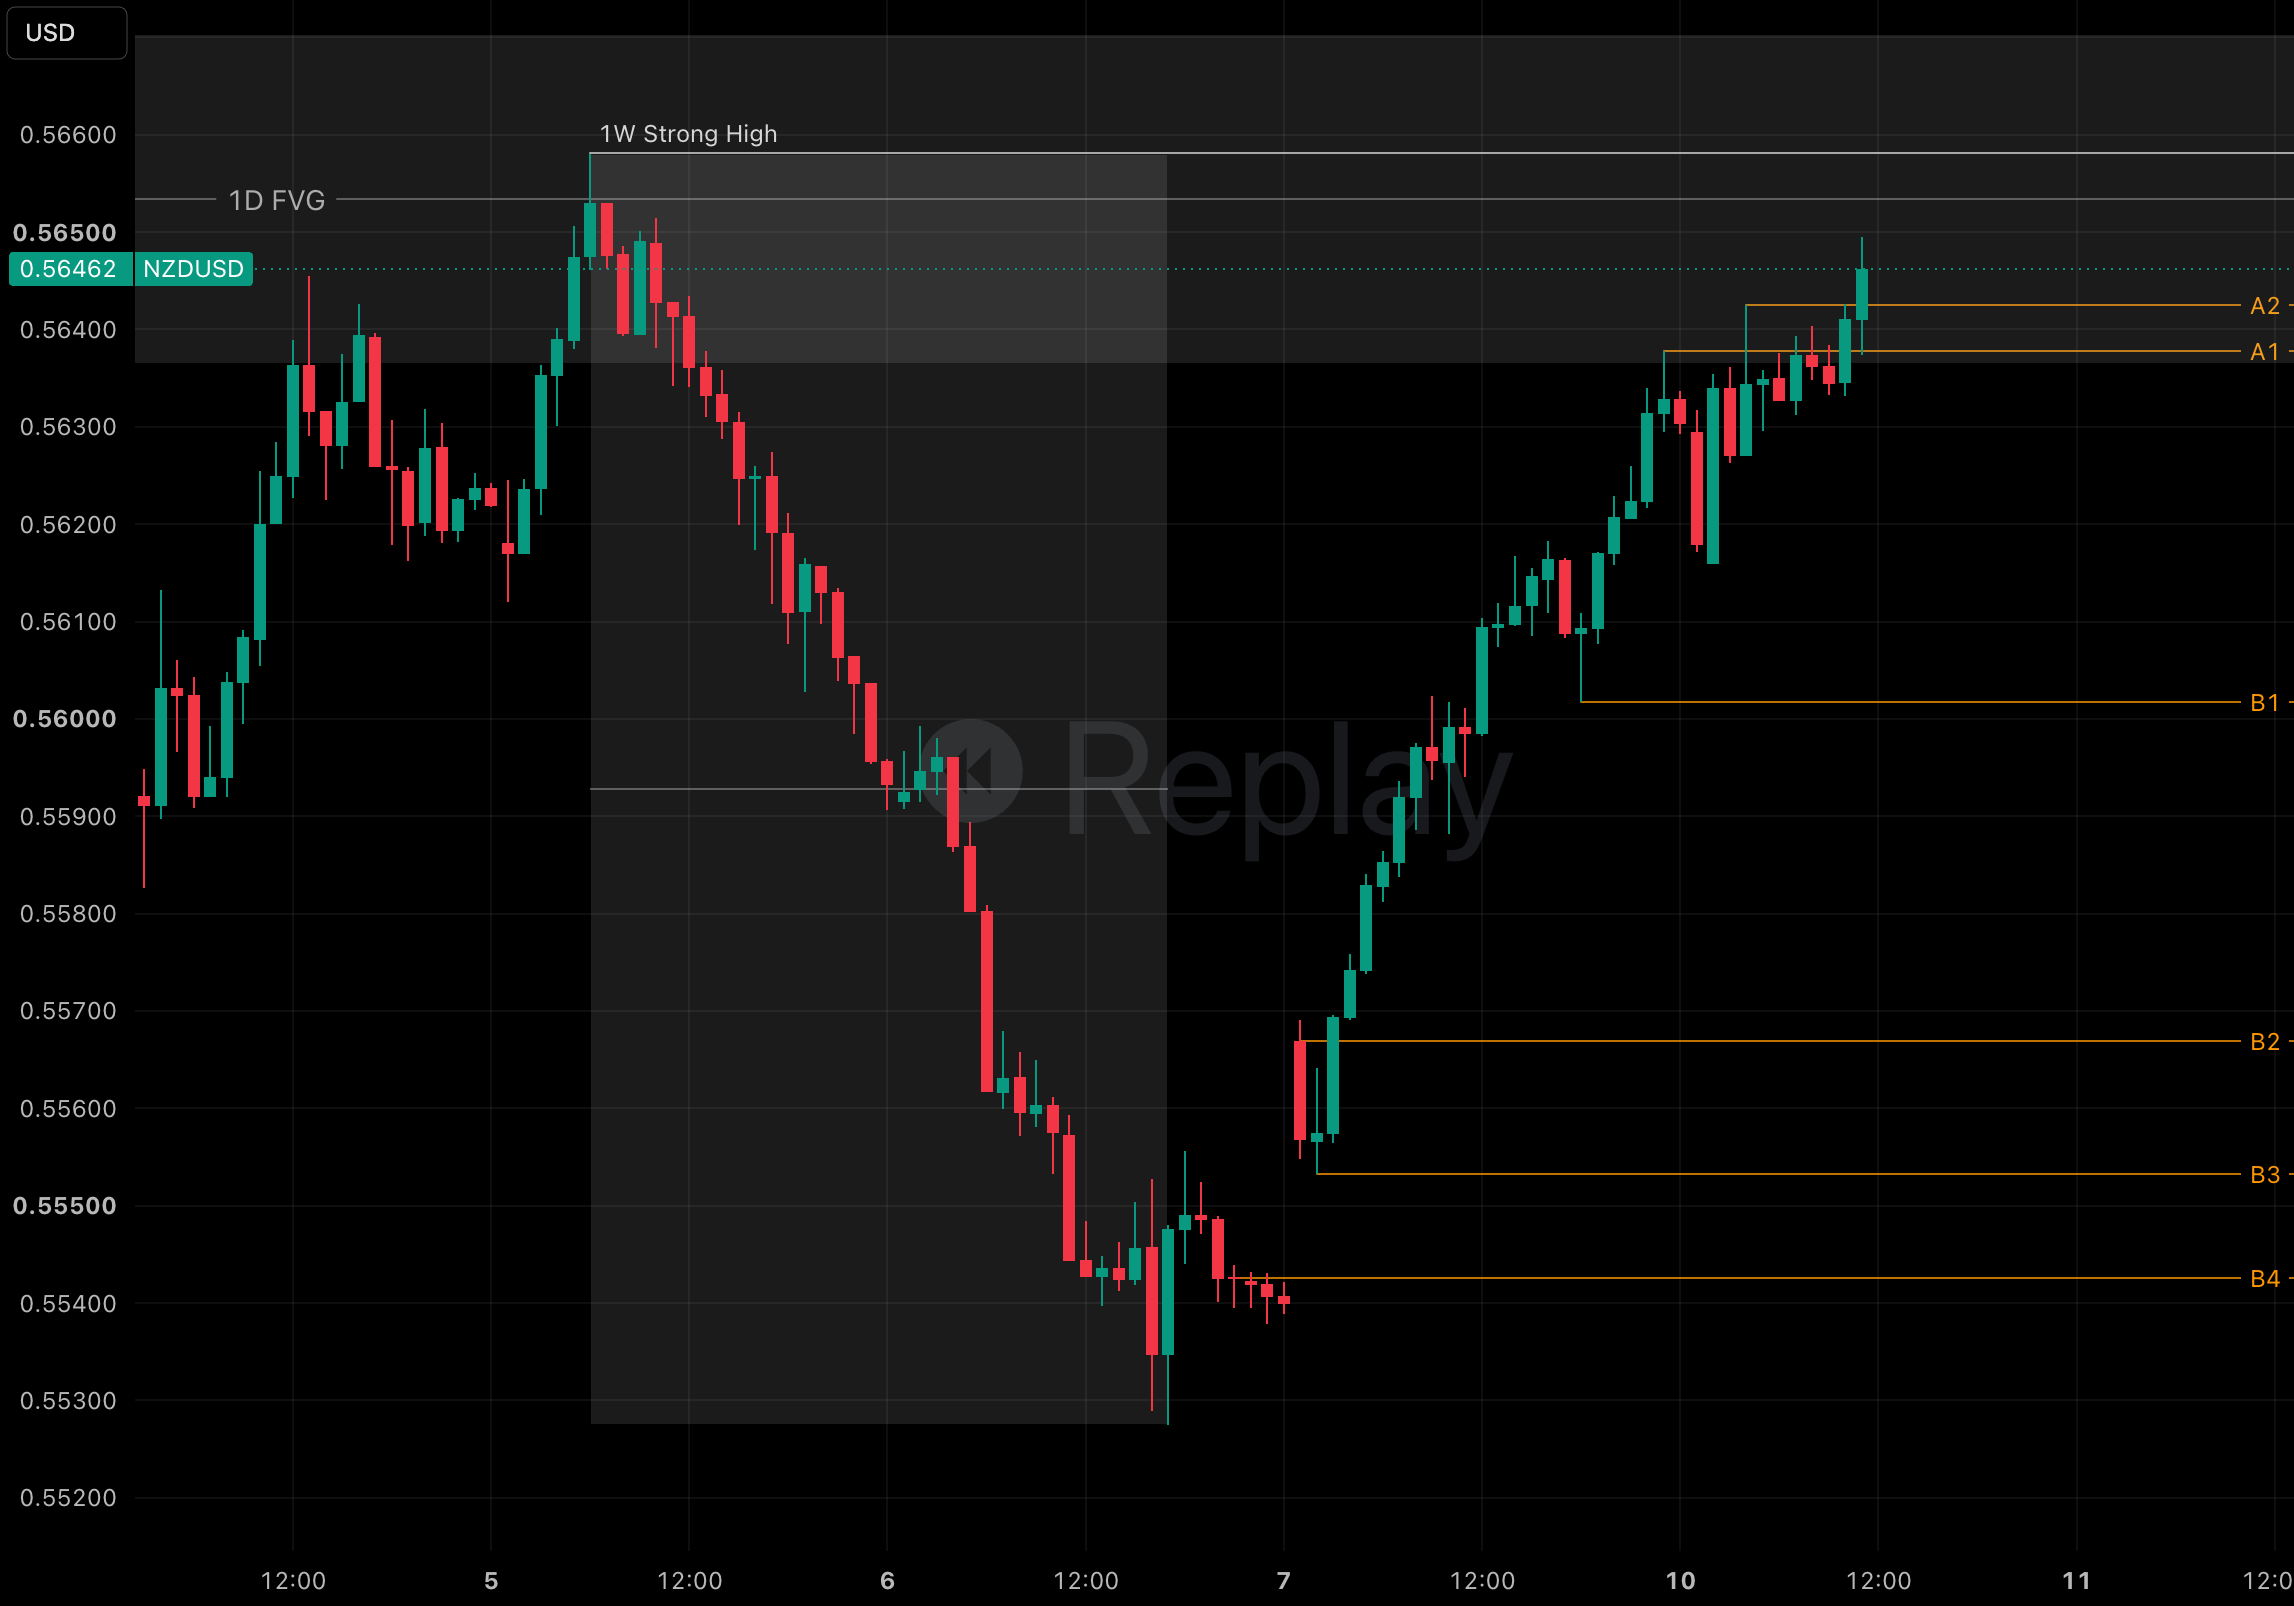 USD
0.56600
1W Strong High
1D FVG
0.56500
0.56462 NZDUSD
A2
0.56400
A1
0.56300
0.56200
0.56100
B1
0.56000
Replay
0.55900
0.55800
0.55700
B2
0.55600
B3
0.55500
B4
0.55400
0.55300
0.55200
12:00 5 12:00 6 12:00 7 12:00 10 12:00 11 12:0